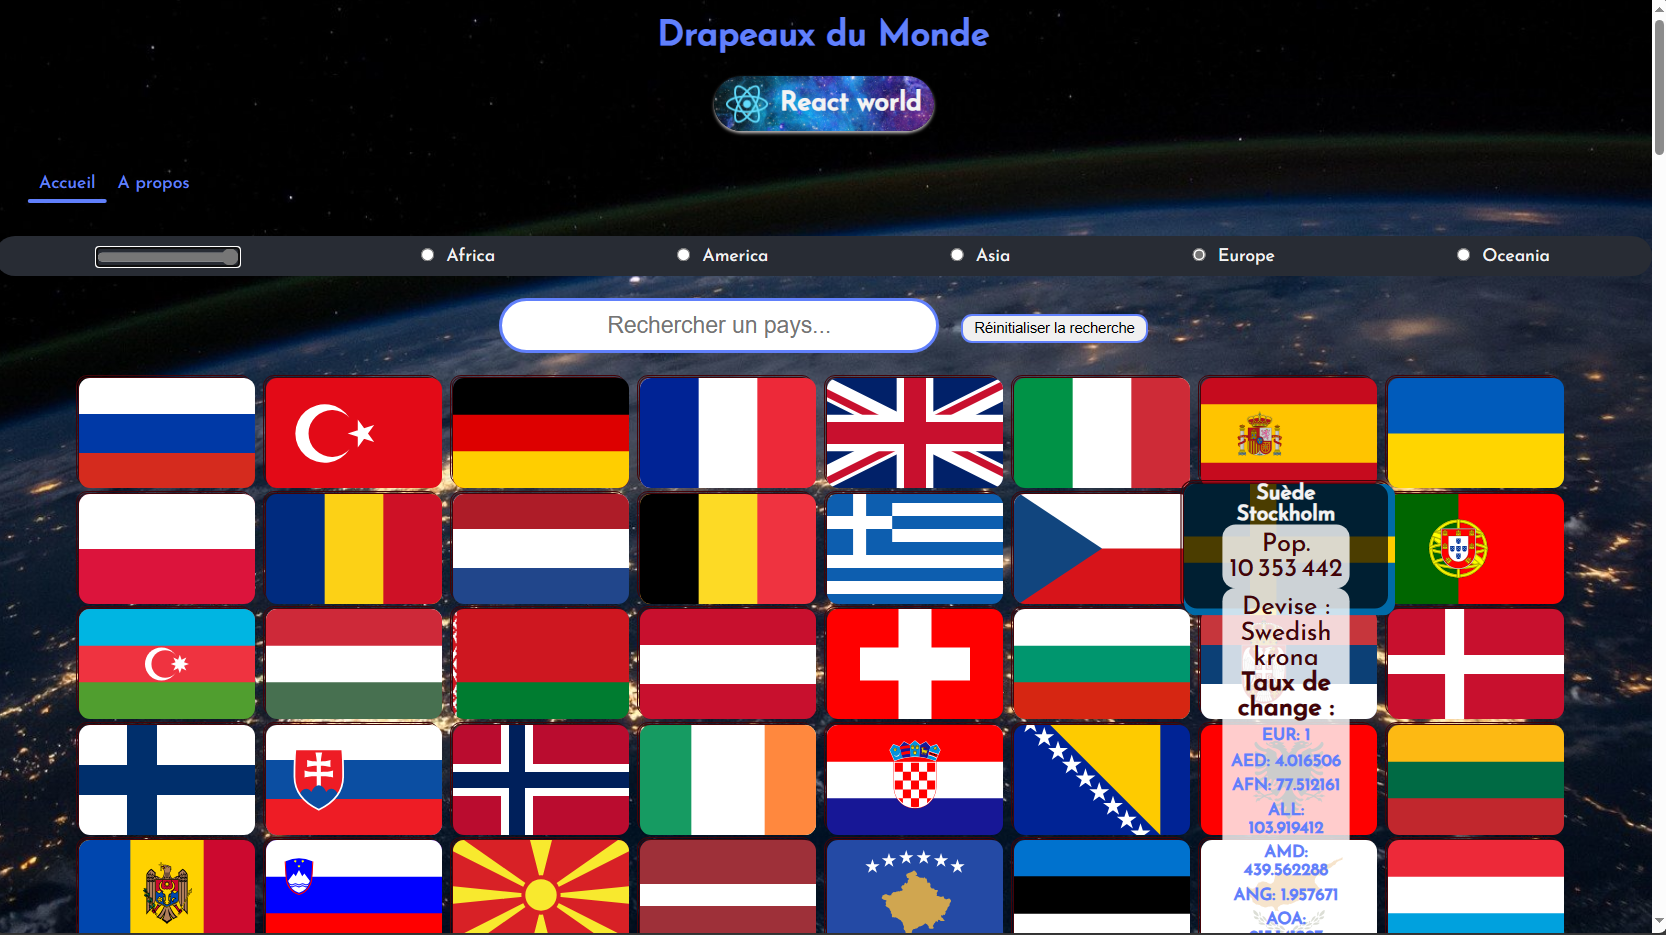 Drapeaux du Monde
React world
Accueil
A propos
Africa
America
Asia
Europe
Oceania
Rechercher un pays...
Réinitialiser la recherche
Suède
Stockholm
Pop.
10 353 442
Devise :
Swedish
krona
Taux de
change :
EUR: 1
AED: 4.016506
AFN: 77.512161
ALL:
103.919412
AMD:
439.562288
ANG: 1.957671
AOA: